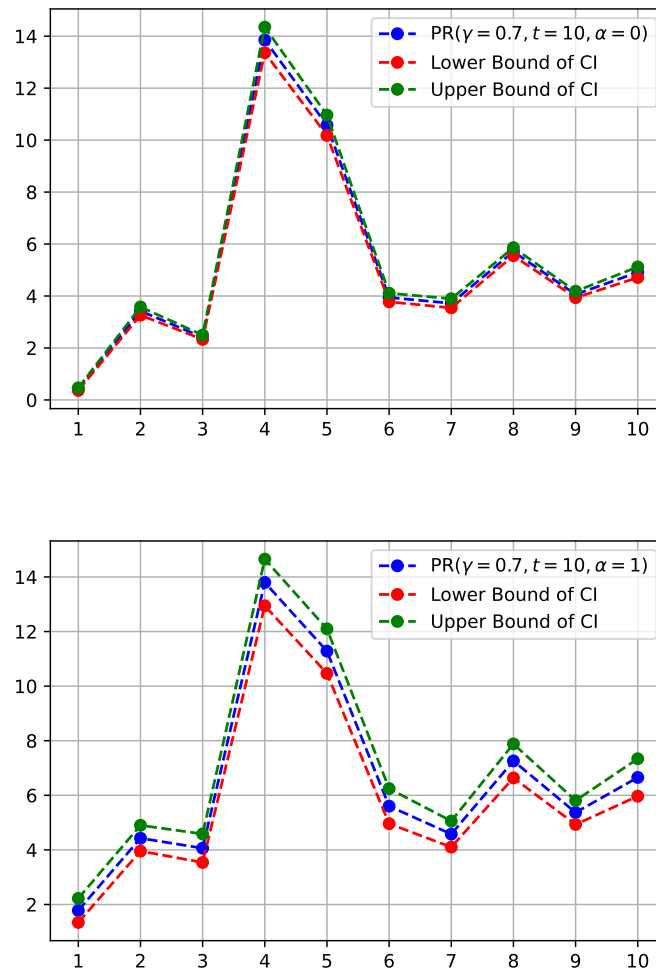 14
12
10
8
6
4
2
0
PR(γ = 0.7, t = 10, α = 0)
Lower Bound of CI
Upper Bound of CI
1 2 3 4 5 6 7 8 9 10
14
12
10
8
6
4
2
PR(γ = 0.7, t = 10, α = 1)
Lower Bound of CI
Upper Bound of CI
1 2 3 4 5 6 7 8 9 10